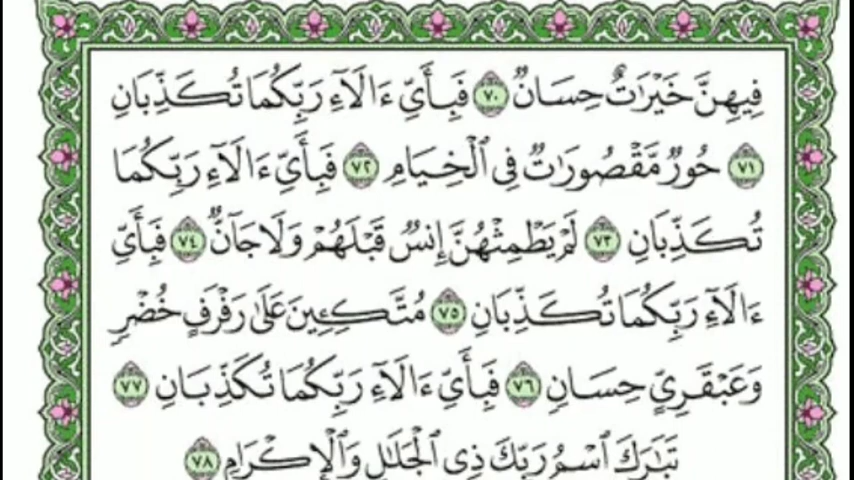 فِيهِنَّ خَيْرَٰتٌ حِسَانٌ ٧٠ فَبِأَيِّ ءَالَآءِ رَبِّكُمَا تُكَذِّبَانِ
٧١ حُورٌ مَّقْصُورَٰتٌ فِي ٱلْخِيَامِ ٧٢ فَبِأَيِّ ءَالَآءِ رَبِّكُمَا
تُكَذِّبَانِ ٧٣ لَمْ يَطْمِثْهُنَّ إِنسٌ قَبْلَهُمْ وَلَا جَآنٌّ ٧٤ فَبِأَيِّ
ءَالَآءِ رَبِّكُمَا تُكَذِّبَانِ ٧٥ مُتَّكِـِٔينَ عَلَىٰ رَفْرَفٍ خُضْرٍ
وَعَبْقَرِيٍّ حِسَانٍ ٧٦ فَبِأَيِّ ءَالَآءِ رَبِّكُمَا تُكَذِّبَانِ ٧٧
تَبَٰرَكَ ٱسْمُ رَبِّكَ ذِي ٱلْجَلَٰلِ وَٱلْإِكْرَامِ ٧٨